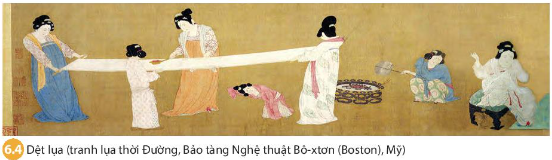 6.4 Dệt lụa (tranh lụa thời Đường, Bảo tàng Nghệ thuật Bô-xtơn (Boston), Mỹ)